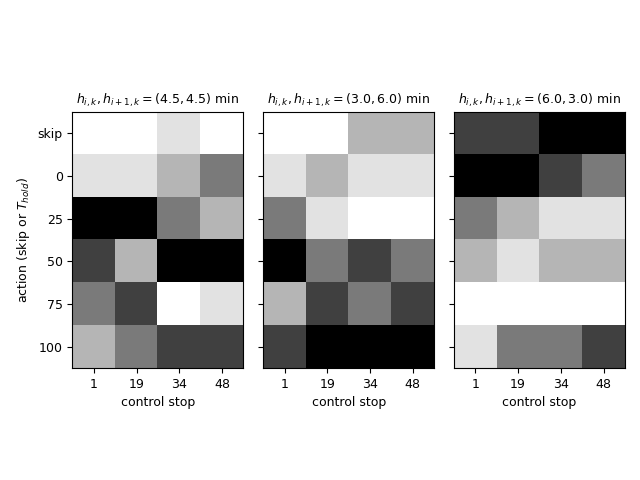 h_{i,k}, h_{i+1,k} = (4.5, 4.5) min
h_{i,k}, h_{i+1,k} = (3.0, 6.0) min
h_{i,k}, h_{i+1,k} = (6.0, 3.0) min
action (skip or T_{hold})
skip
0
25
50
75
100
1 19 34 48
1 19 34 48
1 19 34 48
control stop
control stop
control stop